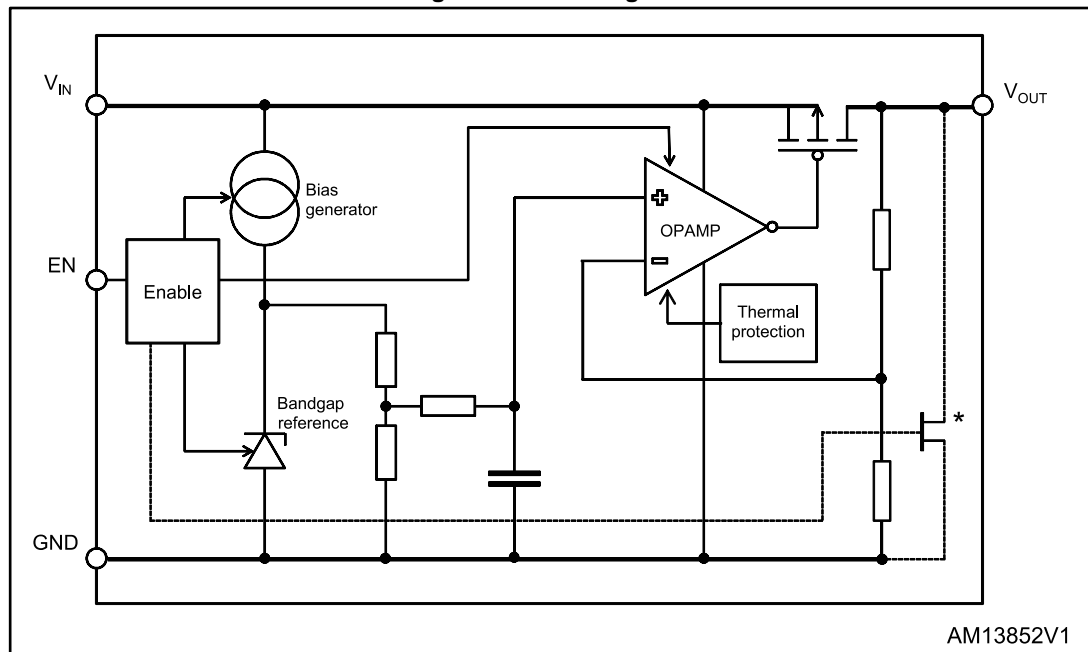 V_IN
V_OUT
Bias
generator
OPAMP
EN
Enable
Thermal
protection
Bandgap
reference
*
GND
AM13852V1